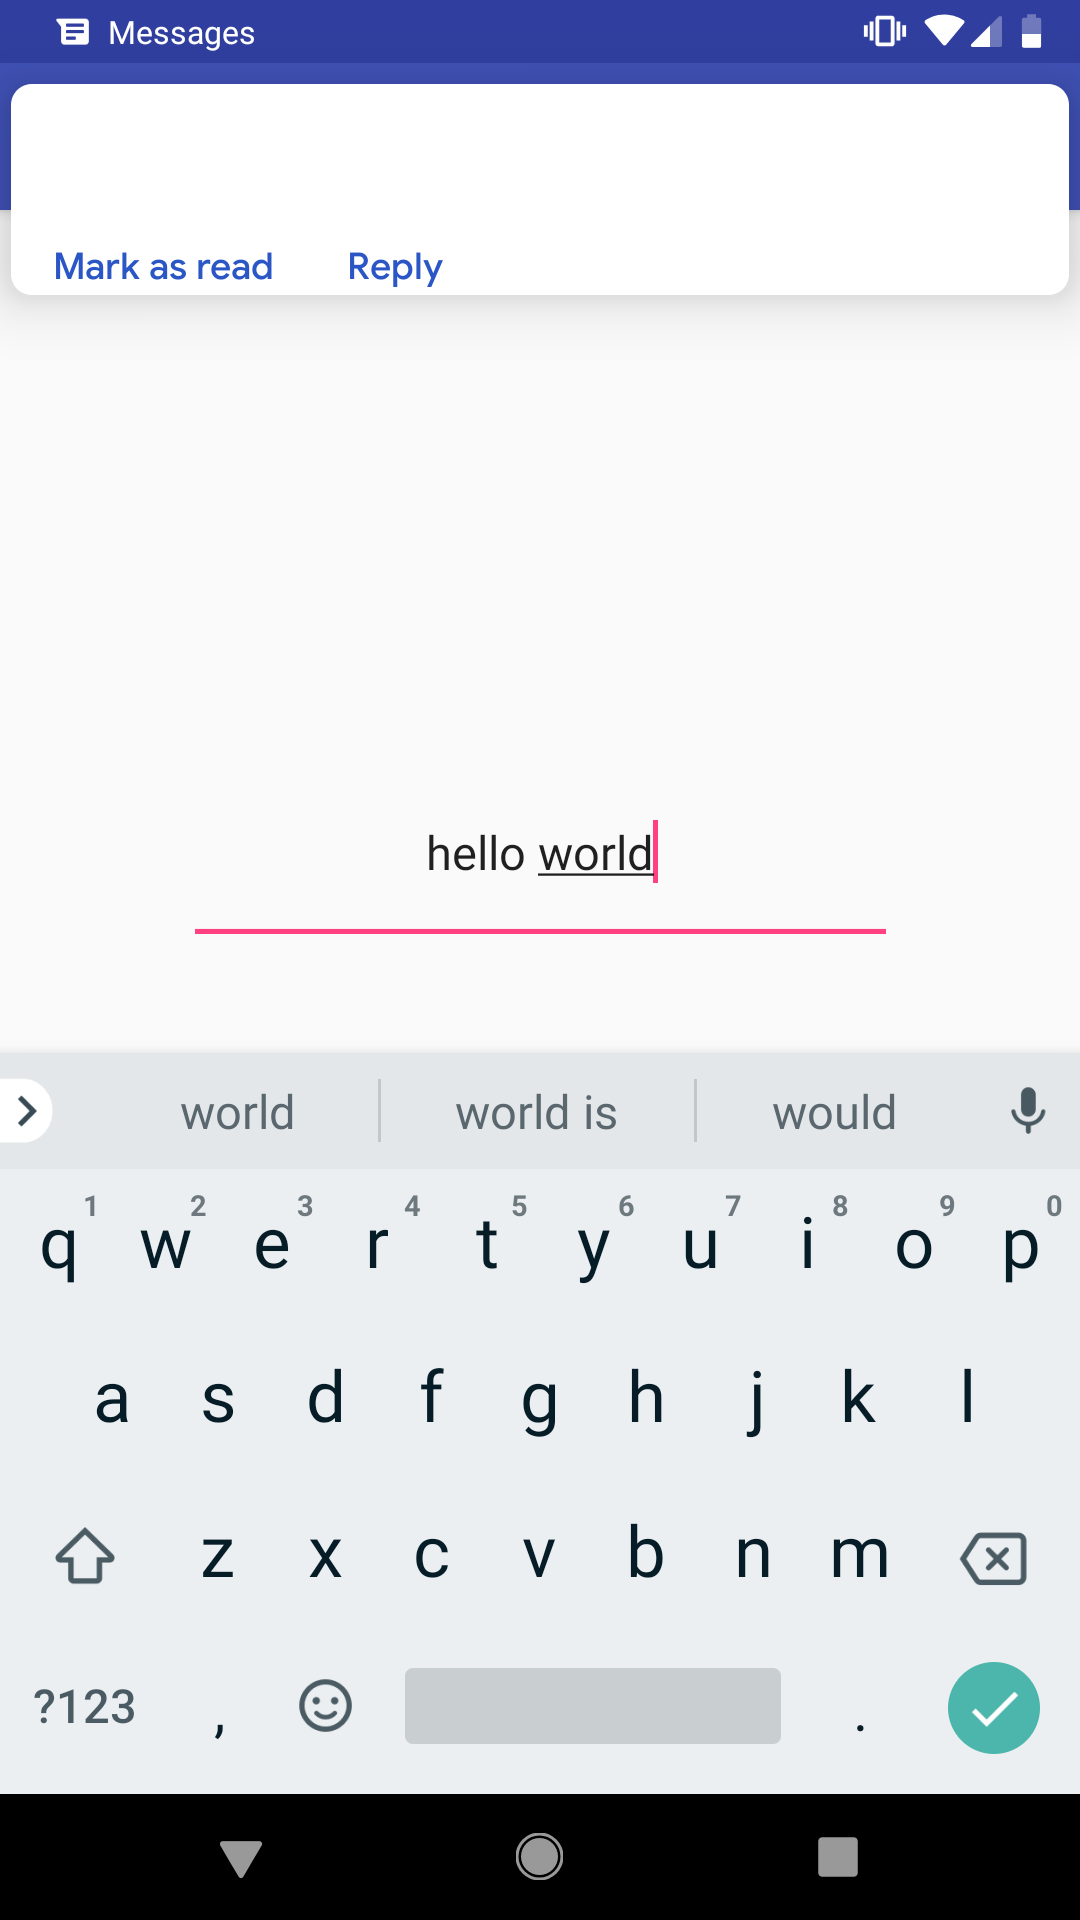 Messages
Mark as read Reply
hello world
world world is would
1 2 3 4 5 6 7 8 9 0
q w e r t y u i o p
a s d f g h j k l
z x c v b n m
?123 , .